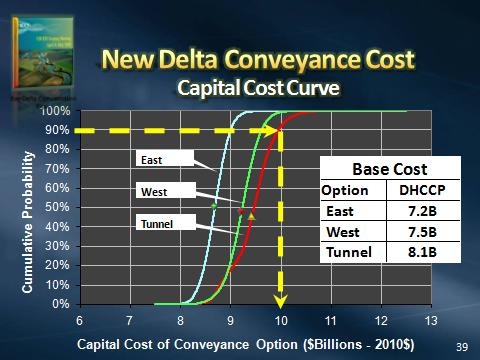 New Delta Conveyance Cost
Capital Cost Curve
Cumulative Probability
100%
90%
80%
70%
60%
50%
40%
30%
20%
10%
0%
East
West
Tunnel
Base Cost
Option DHCCP
East 7.2B
West 7.5B
Tunnel 8.1B
6 7 8 9 10 11 12 13
Capital Cost of Conveyance Option ($Billions - 2010$)
39